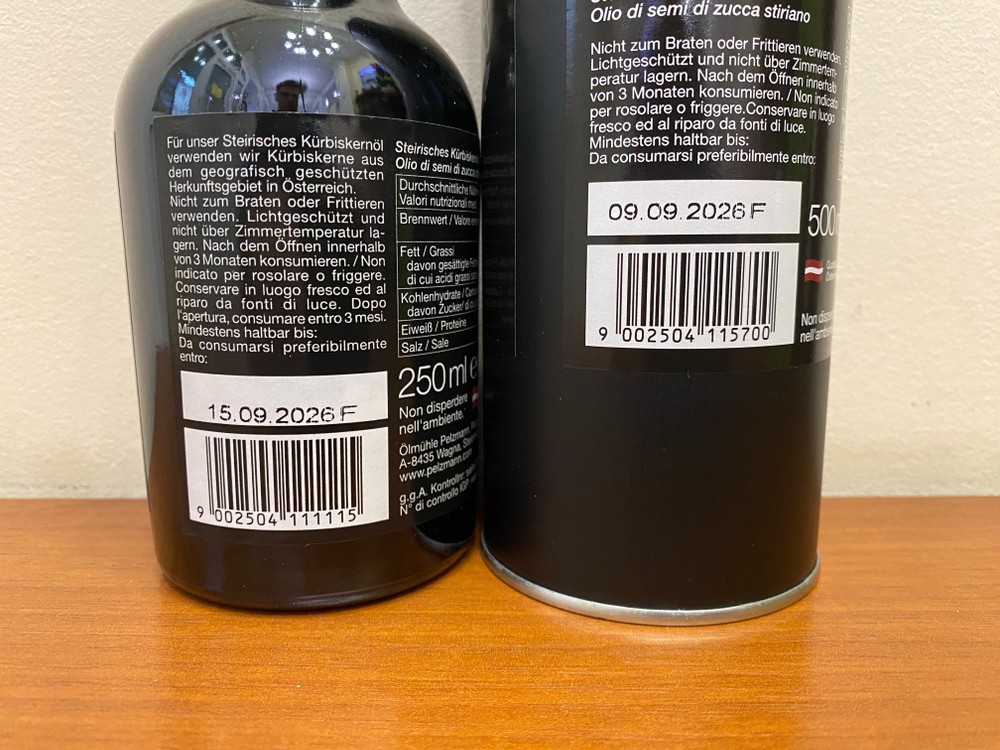 Für unser Steirisches Kürbiskernöl
verwenden wir Kürbiskerne aus
dem geografisch geschützten
Herkunftsgebiet in Österreich.
Nicht zum Braten oder Frittieren
verwenden. Lichtgeschützt und
nicht über Zimmertemperatur la-
gern. Nach dem Öffnen innerhalb
von 3 Monaten konsumieren. / Non
indicato per rosolare o friggere.
Conservare in luogo fresco ed al
riparo da fonti di luce. Dopo
l'apertura, consumare entro 3 mesi.
Mindestens haltbar bis:
Da consumarsi preferibilmente
entro:
15.09.2026 F
9 002504 111115
Steirisches
Olio di semi di zucca
Durchschnittliche
Valori nutrizionali
Brennwert / Valore
Fett / Grassi
davon gesättigte
di cui acidi grassi
Kohlenhydrate /
davon Zucker/
Eiweiß / Proteine
Salz / Sale
250 ml e
Non disperdere
nell'ambiente.
Ölmühle Pelzmann,
A-8435 Wagna,
www.pelzmann.com
g.g.A. Kontrollnr.
N° di controllo IGP
Olio di semi di zucca stiriano
Nicht zum Braten oder Frittieren verwenden.
Lichtgeschützt und nicht über Zimmertem-
peratur lagern. Nach dem Öffnen innerhalb
von 3 Monaten konsumieren. / Non indicato
per rosolare o friggere.Conservare in luogo
fresco ed al riparo da fonti di luce.
Mindestens haltbar bis:
Da consumarsi preferibilmente entro:
09.09.2026 F
9 002504 115700
500
Non
nell'ambiente